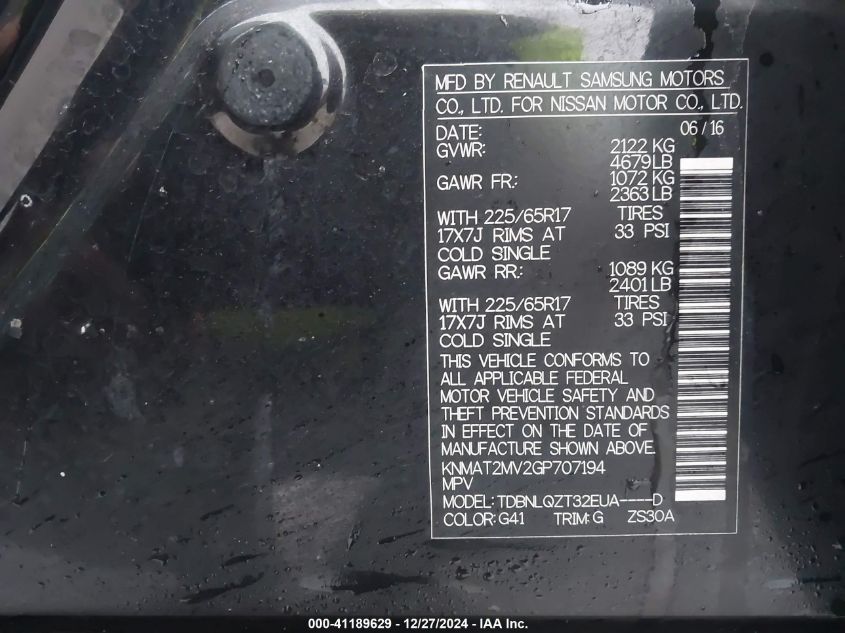 MFD BY RENAULT SAMSUNG MOTORS
CO., LTD. FOR NISSAN MOTOR CO., LTD.
DATE: 06/16
GVWR: 2122 KG
4679LB
GAWR FR.: 1072 KG
2363 LB
WITH 225/65R17 TIRES
17X7J RIMS AT 33 PSI
COLD SINGLE
GAWR RR.: 1089 KG
2401LB
WITH 225/65R17 TIRES
17X7J RIMS AT 33 PSI
COLD SINGLE
THIS VEHICLE CONFORMS TO
ALL APPLICABLE FEDERAL
MOTOR VEHICLE SAFETY AND
THEFT PREVENTION STANDARDS
IN EFFECT ON THE DATE OF
MANUFACTURE SHOWN ABOVE.
KNMAT2MV2GP707194
MPV
MODEL: TDBNLQZT32EUA----D
COLOR: G41 TRIM: G ZS30A
000-41189629 - 12/27/2024 - IAA Inc.